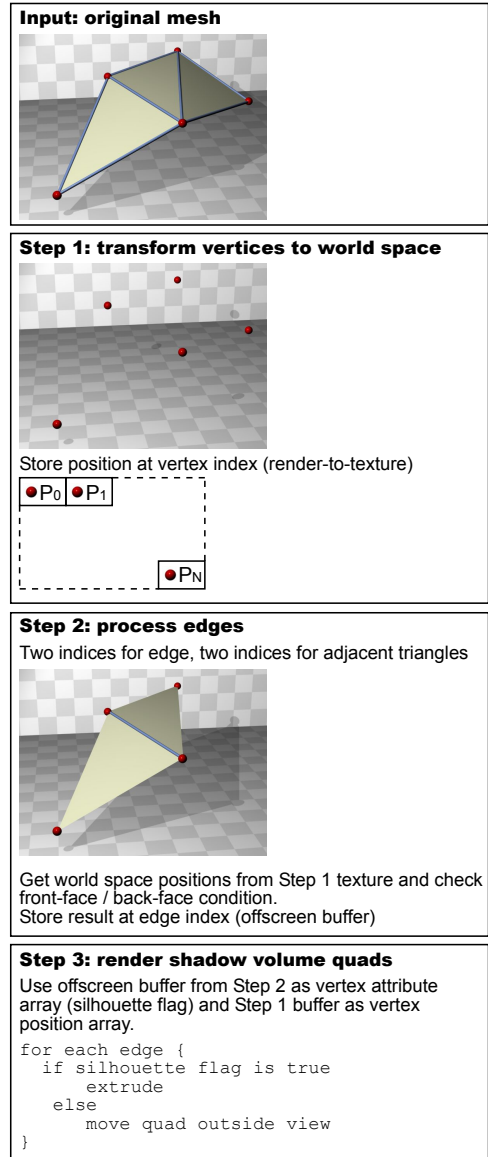 Input: original mesh
Step 1: transform vertices to world space
Store position at vertex index (render-to-texture)
P0 P1
PN
Step 2: process edges
Two indices for edge, two indices for adjacent triangles
Get world space positions from Step 1 texture and check
front-face / back-face condition.
Store result at edge index (offscreen buffer)
Step 3: render shadow volume quads
Use offscreen buffer from Step 2 as vertex attribute
array (silhouette flag) and Step 1 buffer as vertex
position array.
for each edge {
  if silhouette flag is true
      extrude
   else
      move quad outside view
}